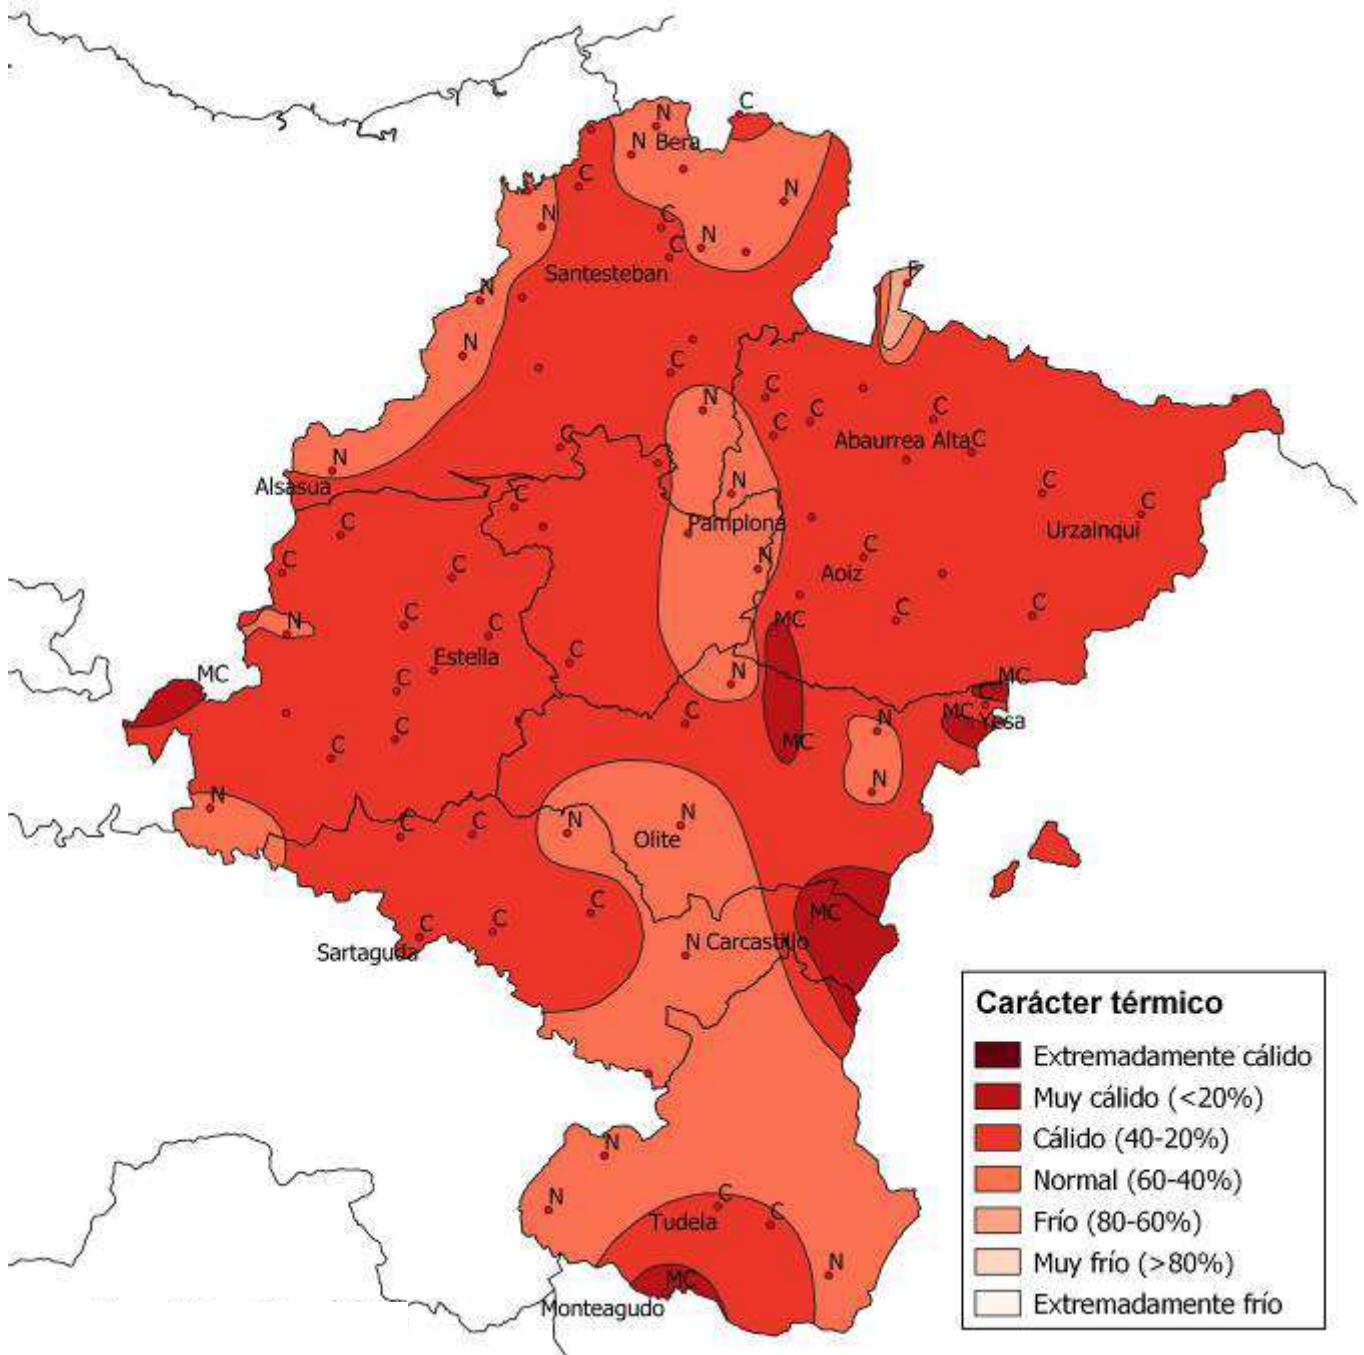 C
N
N Bera
C
N
N
C
N
C
Santesteban
F
N
N
C
C
N
C
C
Abaurrea Alta
C
C
N
Alsasua
N
C
C
C
C
Pamplona
Urzainqui
C
C
N
Aoiz
C
C
N
C
C
C
MC
Estella
C
MC
C
N
MC
C
C
MC
Yesa
C
N
C
MC
N
N
C
C
N
N
Olite
C
C
C
MC
Sartaguda
N Carcastillo
N
N
C
C
Tudela
N
MC
Monteagudo
Carácter térmico
Extremadamente cálido
Muy cálido (<20%)
Cálido (40-20%)
Normal (60-40%)
Frío (80-60%)
Muy frío (>80%)
Extremadamente frío